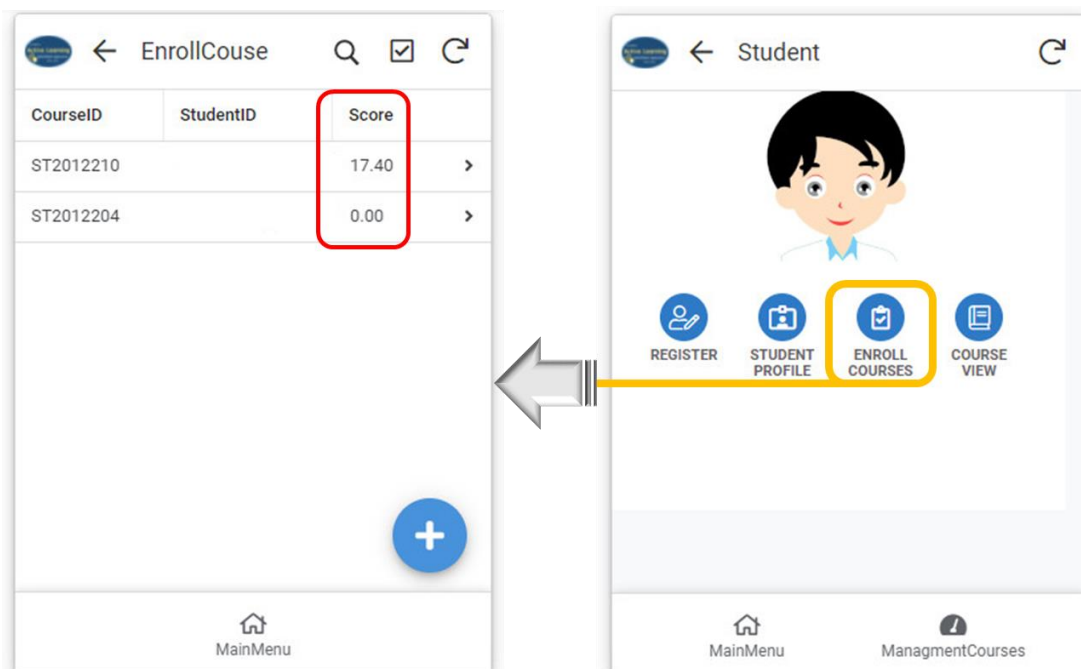 EnrollCouse
CourseID StudentID Score
ST2012210 17.40
ST2012204 0.00
MainMenu
Student
REGISTER
STUDENT
PROFILE
ENROLL
COURSES
COURSE
VIEW
MainMenu
ManagmentCourses